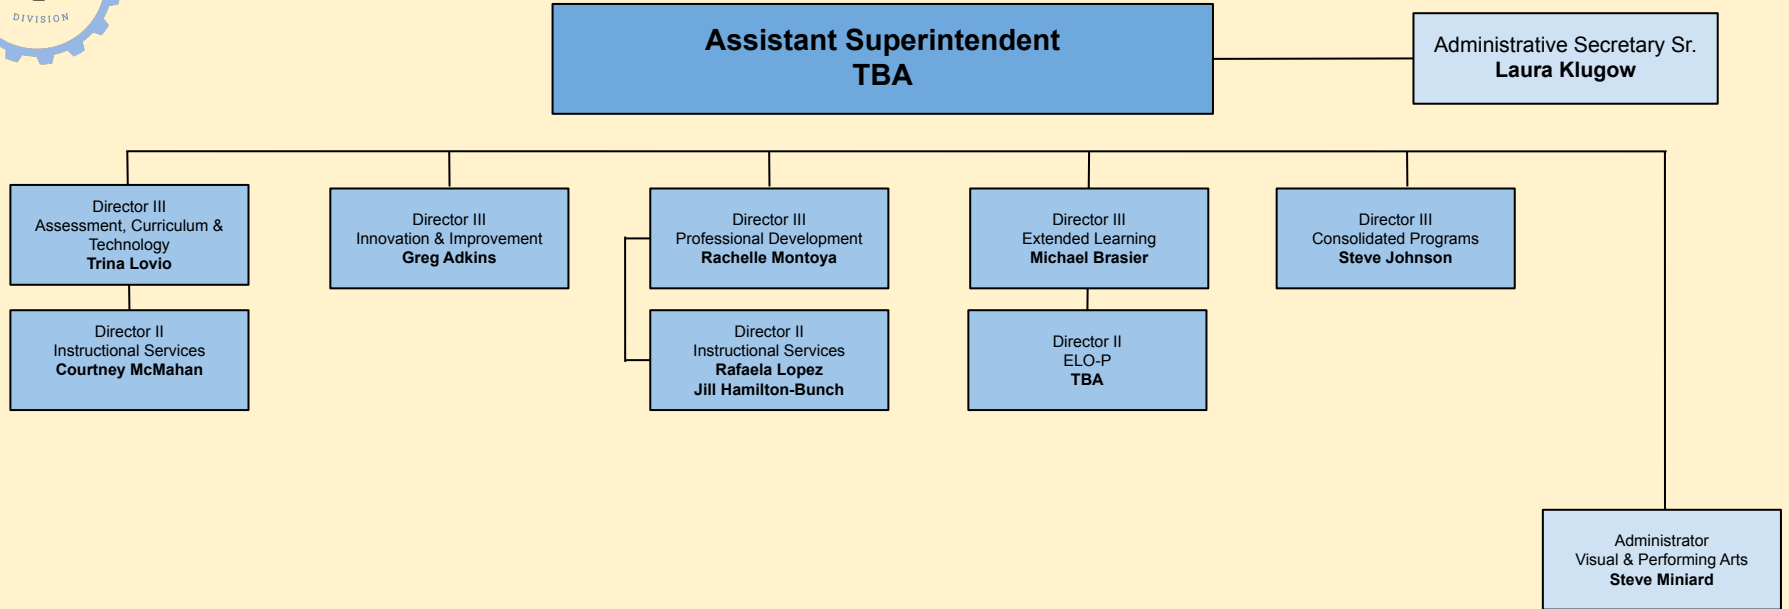 DIVISION
Assistant Superintendent
TBA
Administrative Secretary Sr.
Laura Klugow
Director III
Assessment, Curriculum &
Technology
Trina Lovio
Director III
Innovation & Improvement
Greg Adkins
Director III
Professional Development
Rachelle Montoya
Director III
Extended Learning
Michael Brasier
Director III
Consolidated Programs
Steve Johnson
Director II
Instructional Services
Courtney McMahan
Director II
Instructional Services
Rafaela Lopez
Jill Hamilton-Bunch
Director II
ELO-P
TBA
Administrator
Visual & Performing Arts
Steve Miniard